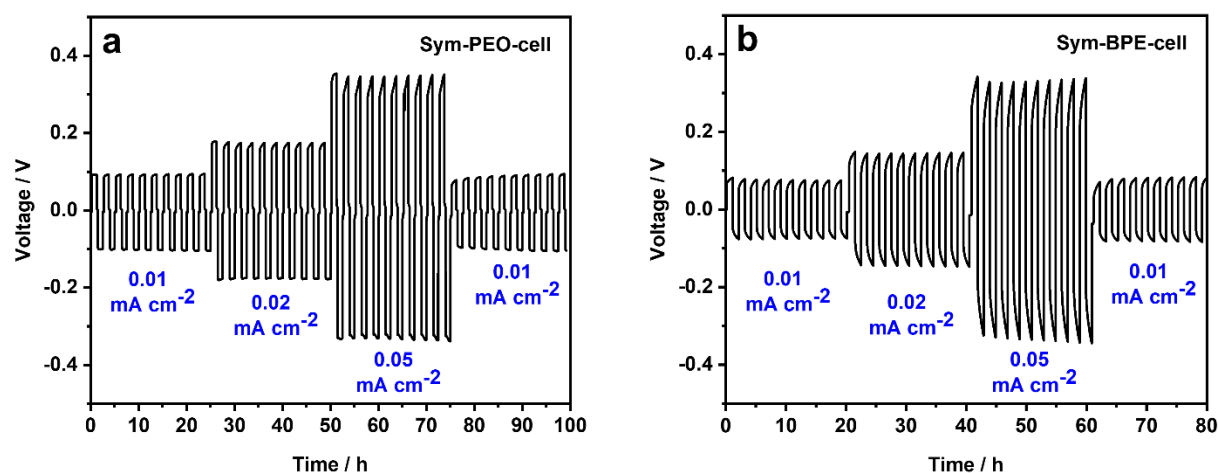 a
Sym-PEO-cell
Voltage / V
0.4
0.2
0.0
-0.2
-0.4
0.01
mA cm⁻²
0.02
mA cm⁻²
0.05
mA cm⁻²
0.01
mA cm⁻²
0 10 20 30 40 50 60 70 80 90 100
Time / h
b
Sym-BPE-cell
Voltage / V
0.4
0.2
0.0
-0.2
-0.4
0.01
mA cm⁻²
0.02
mA cm⁻²
0.05
mA cm⁻²
0.01
mA cm⁻²
0 10 20 30 40 50 60 70 80
Time / h